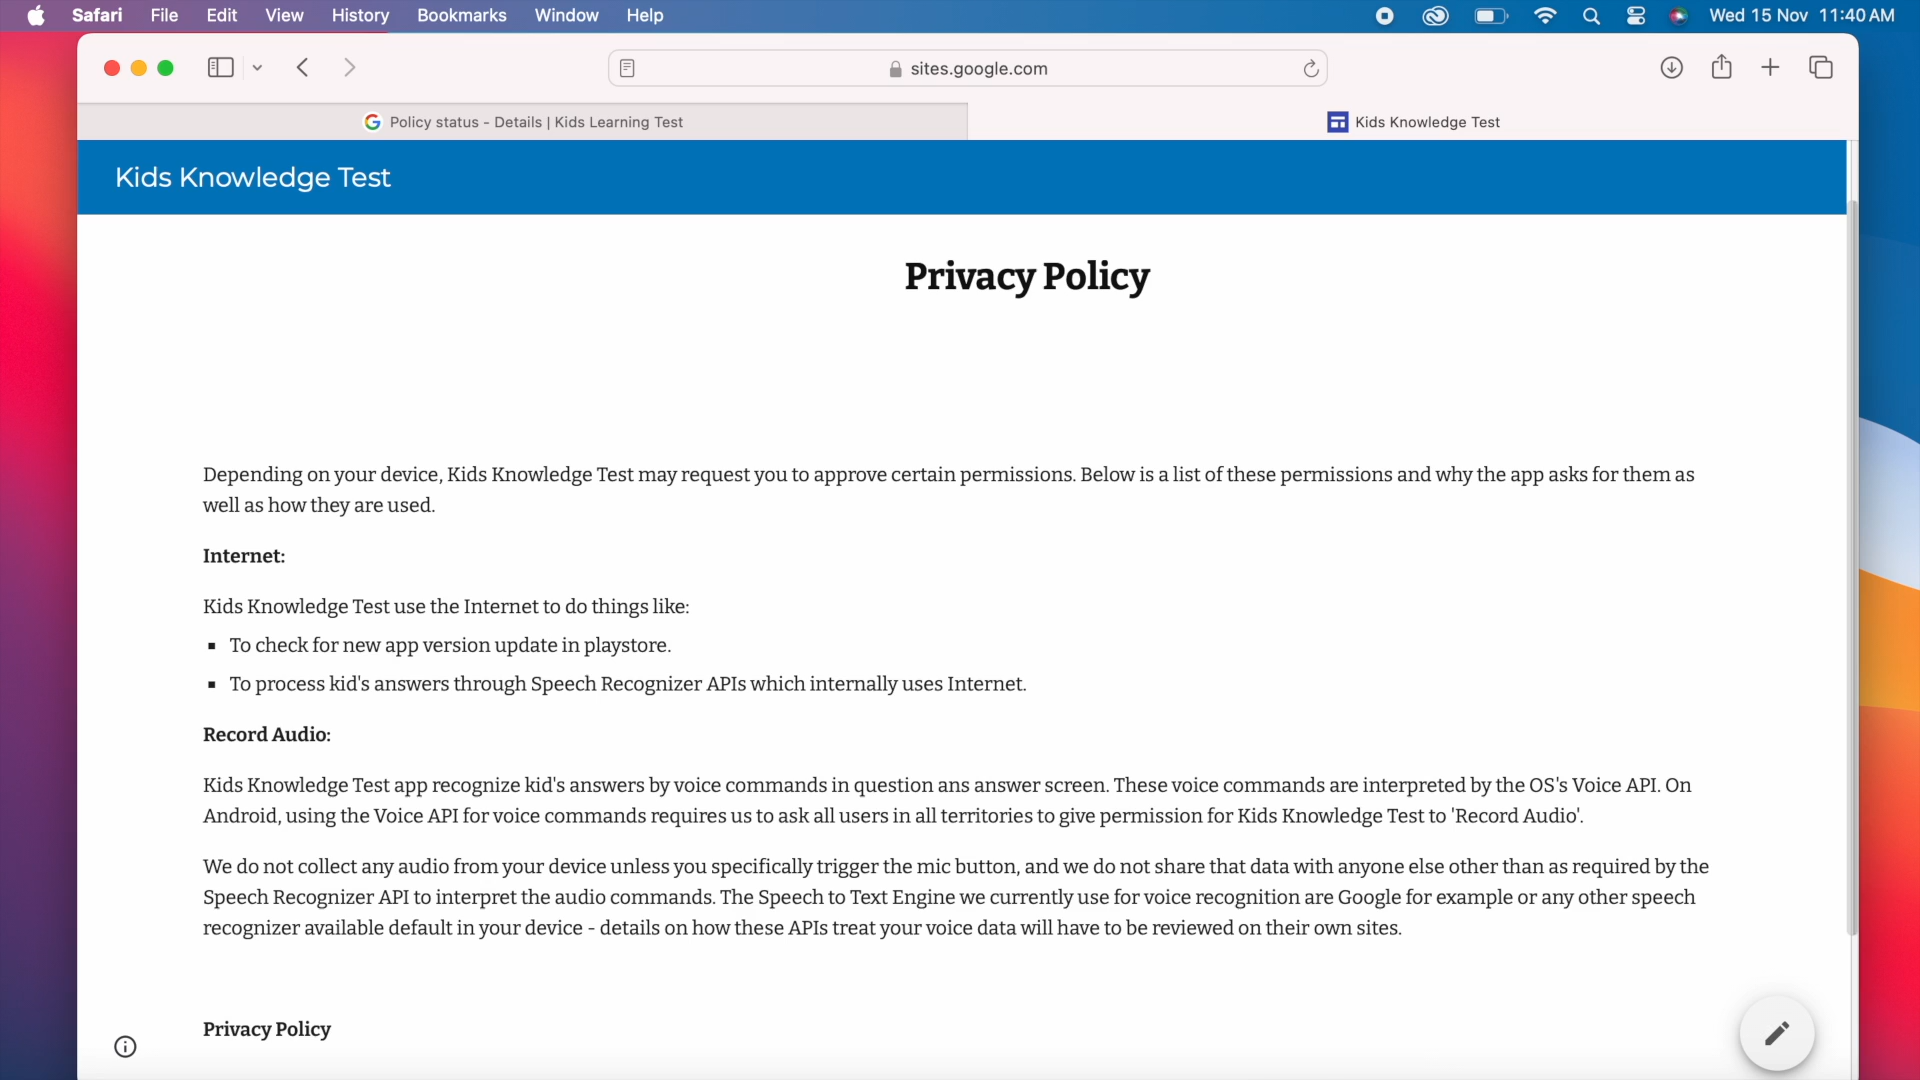 Safari File Edit View History Bookmarks Window Help Wed 15 Nov 11:40 AM
sites.google.com
Policy status - Details | Kids Learning Test
Kids Knowledge Test
Kids Knowledge Test
Privacy Policy
Depending on your device, Kids Knowledge Test may request you to approve certain permissions. Below is a list of these permissions and why the app asks for them as
well as how they are used.
Internet:
Kids Knowledge Test use the Internet to do things like:
▪ To check for new app version update in playstore.
▪ To process kid's answers through Speech Recognizer APIs which internally uses Internet.
Record Audio:
Kids Knowledge Test app recognize kid's answers by voice commands in question ans answer screen. These voice commands are interpreted by the OS's Voice API. On
Android, using the Voice API for voice commands requires us to ask all users in all territories to give permission for Kids Knowledge Test to 'Record Audio'.
We do not collect any audio from your device unless you specifically trigger the mic button, and we do not share that data with anyone else other than as required by the
Speech Recognizer API to interpret the audio commands. The Speech to Text Engine we currently use for voice recognition are Google for example or any other speech
recognizer available default in your device - details on how these APIs treat your voice data will have to be reviewed on their own sites.
Privacy Policy